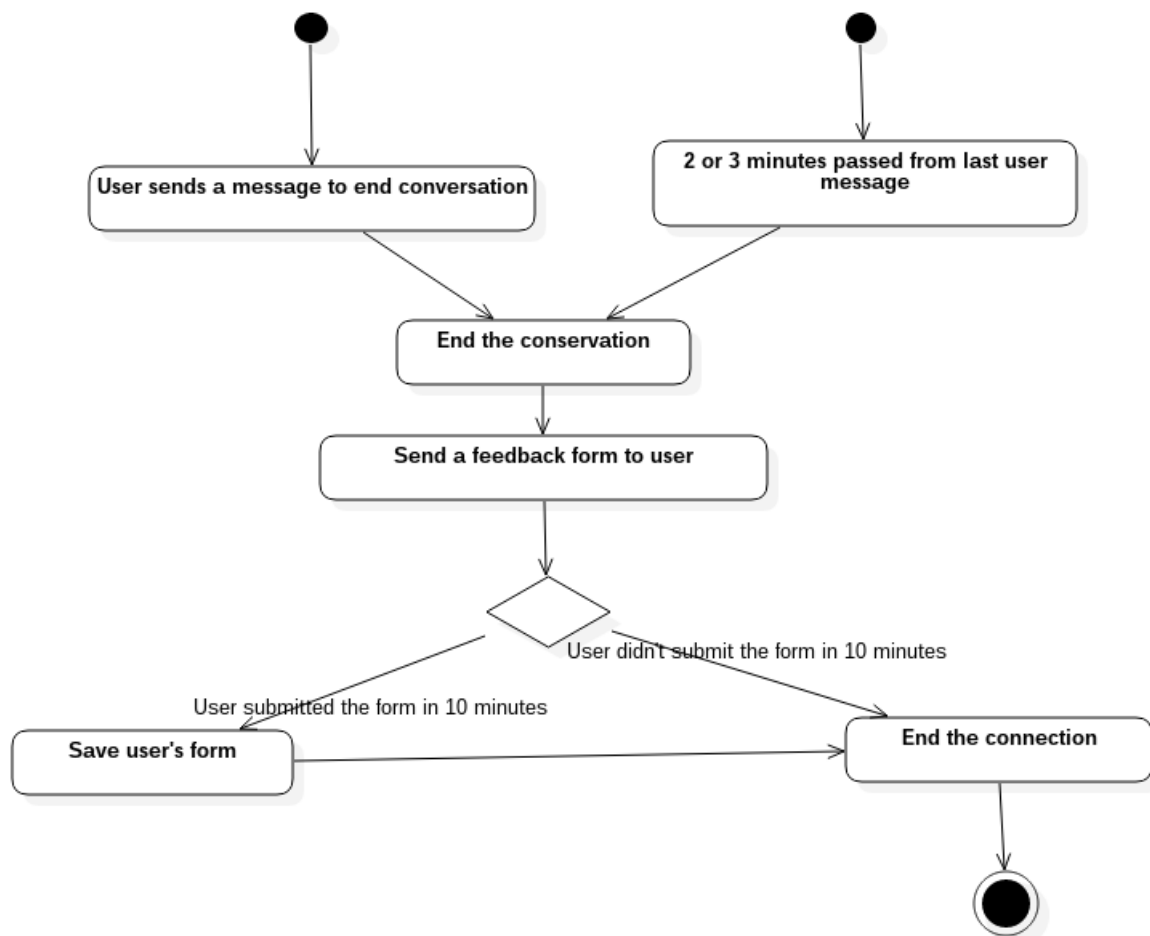 User sends a message to end conversation
2 or 3 minutes passed from last user
message
End the conservation
Send a feedback form to user
User didn't submit the form in 10 minutes
User submitted the form in 10 minutes
Save user's form
End the connection